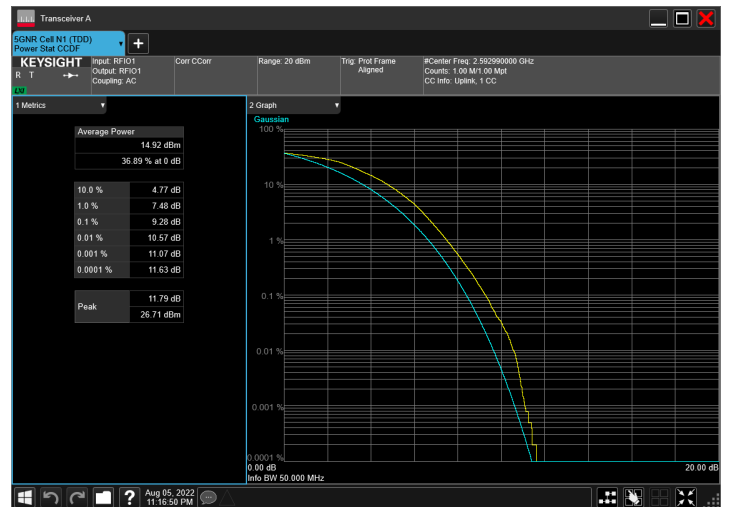 Transceiver A
5GNR Cell N1 (TDD)
Power Stat CCDF
KEYSIGHT
R T
LXI
Input: RFIO1
Output: RFIO1
Coupling: AC
Corr CCorr
Range: 20 dBm
Trig: Prot Frame
Aligned
#Center Freq: 2.592990000 GHz
Counts: 1.00 M/1.00 Mpt
CC Info: Uplink, 1 CC
1 Metrics
Average Power
14.92 dBm
36.89 % at 0 dB
10.0 % 4.77 dB
1.0 % 7.48 dB
0.1 % 9.28 dB
0.01 % 10.57 dB
0.001 % 11.07 dB
0.0001 % 11.63 dB
Peak
11.79 dB
26.71 dBm
2 Graph
Gaussian
100 %
10 %
1 %
0.1 %
0.01 %
0.001 %
0.0001 %
0.00 dB
20.00 dB
Info BW 50.000 MHz
?
Aug 05, 2022
11:16:50 PM